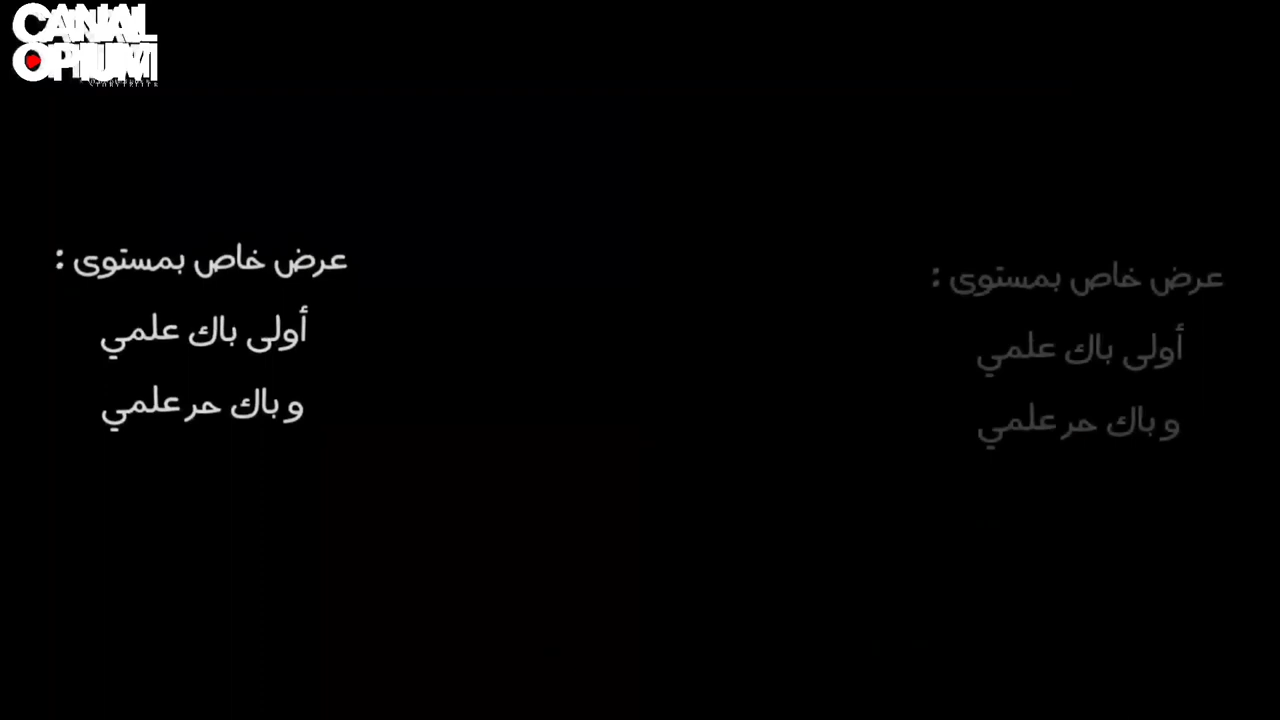 CANAL
OPIUM
STORYTELLER
عرض خاص بمستوى :
أولى باك علمي
و باك حر علمي
عرض خاص بمستوى :
أولى باك علمي
و باك حر علمي